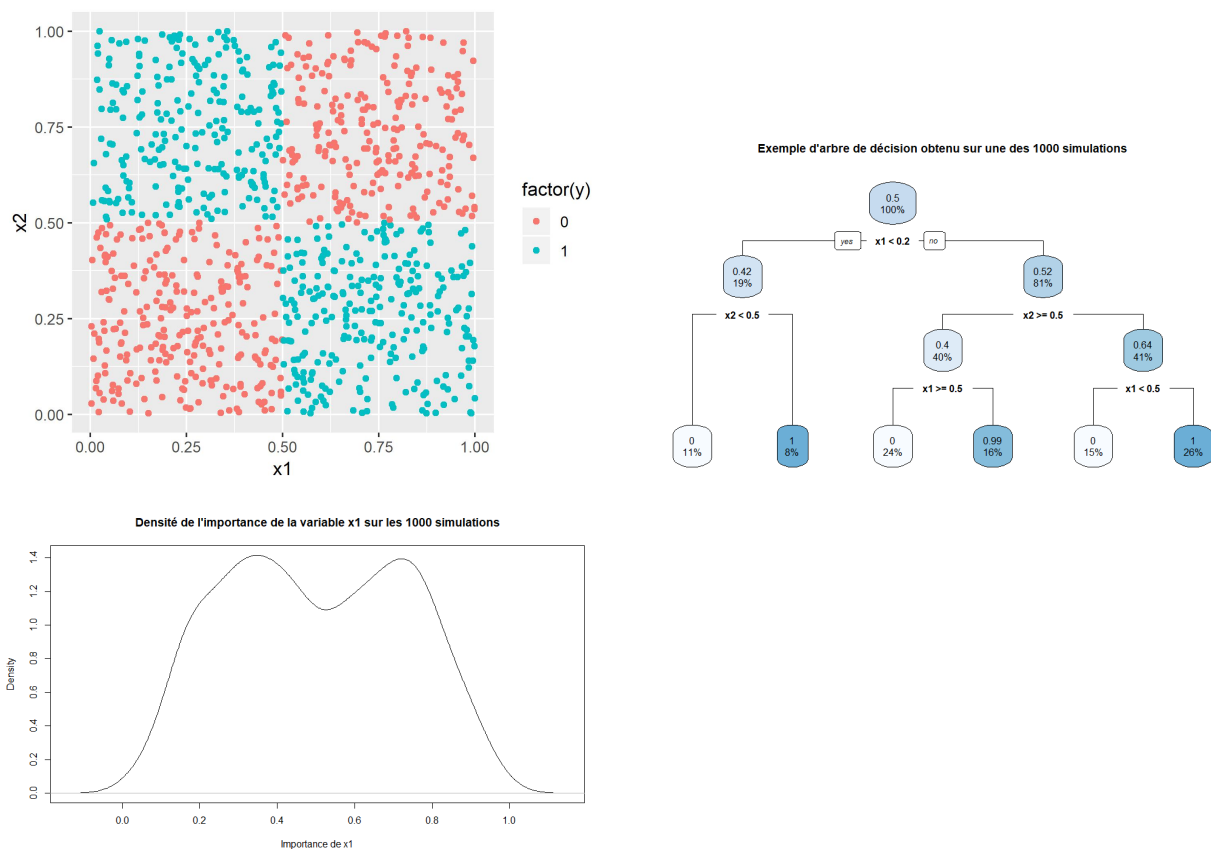 1.00
0.75
0.50
0.25
0.00
x2
0.00 0.25 0.50 0.75 1.00
x1
factor(y)
0
1
Exemple d'arbre de décision obtenu sur une des 1000 simulations
0.5
100%
yes x1 < 0.2 no
0.42
19%
0.52
81%
x2 < 0.5
x2 >= 0.5
0.4
40%
0.64
41%
x1 >= 0.5
x1 < 0.5
0
11%
1
8%
0
24%
0.99
16%
0
15%
1
26%
Densité de l'importance de la variable x1 sur les 1000 simulations
1.4
1.2
1.0
0.8
0.6
0.4
0.2
0.0
Density
0.0 0.2 0.4 0.6 0.8 1.0
Importance de x1